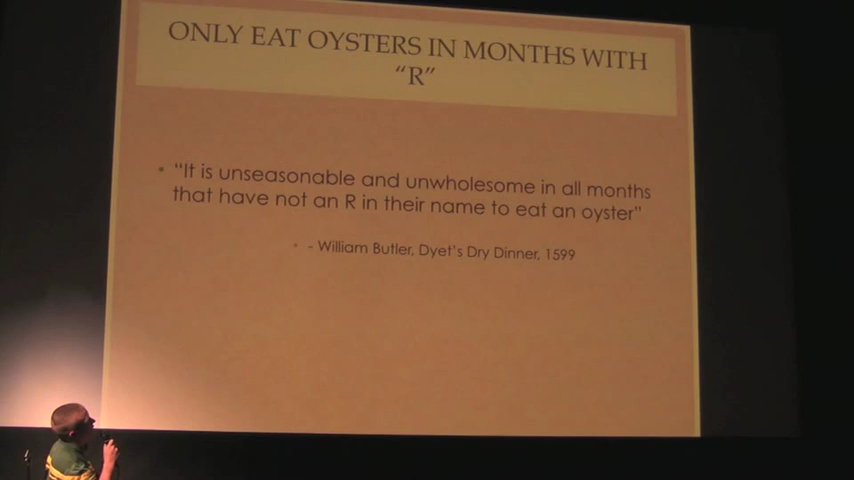 ONLY EAT OYSTERS IN MONTHS WITH
“R”
• “It is unseasonable and unwholesome in all months
that have not an R in their name to eat an oyster”
• - William Butler, Dyet’s Dry Dinner, 1599